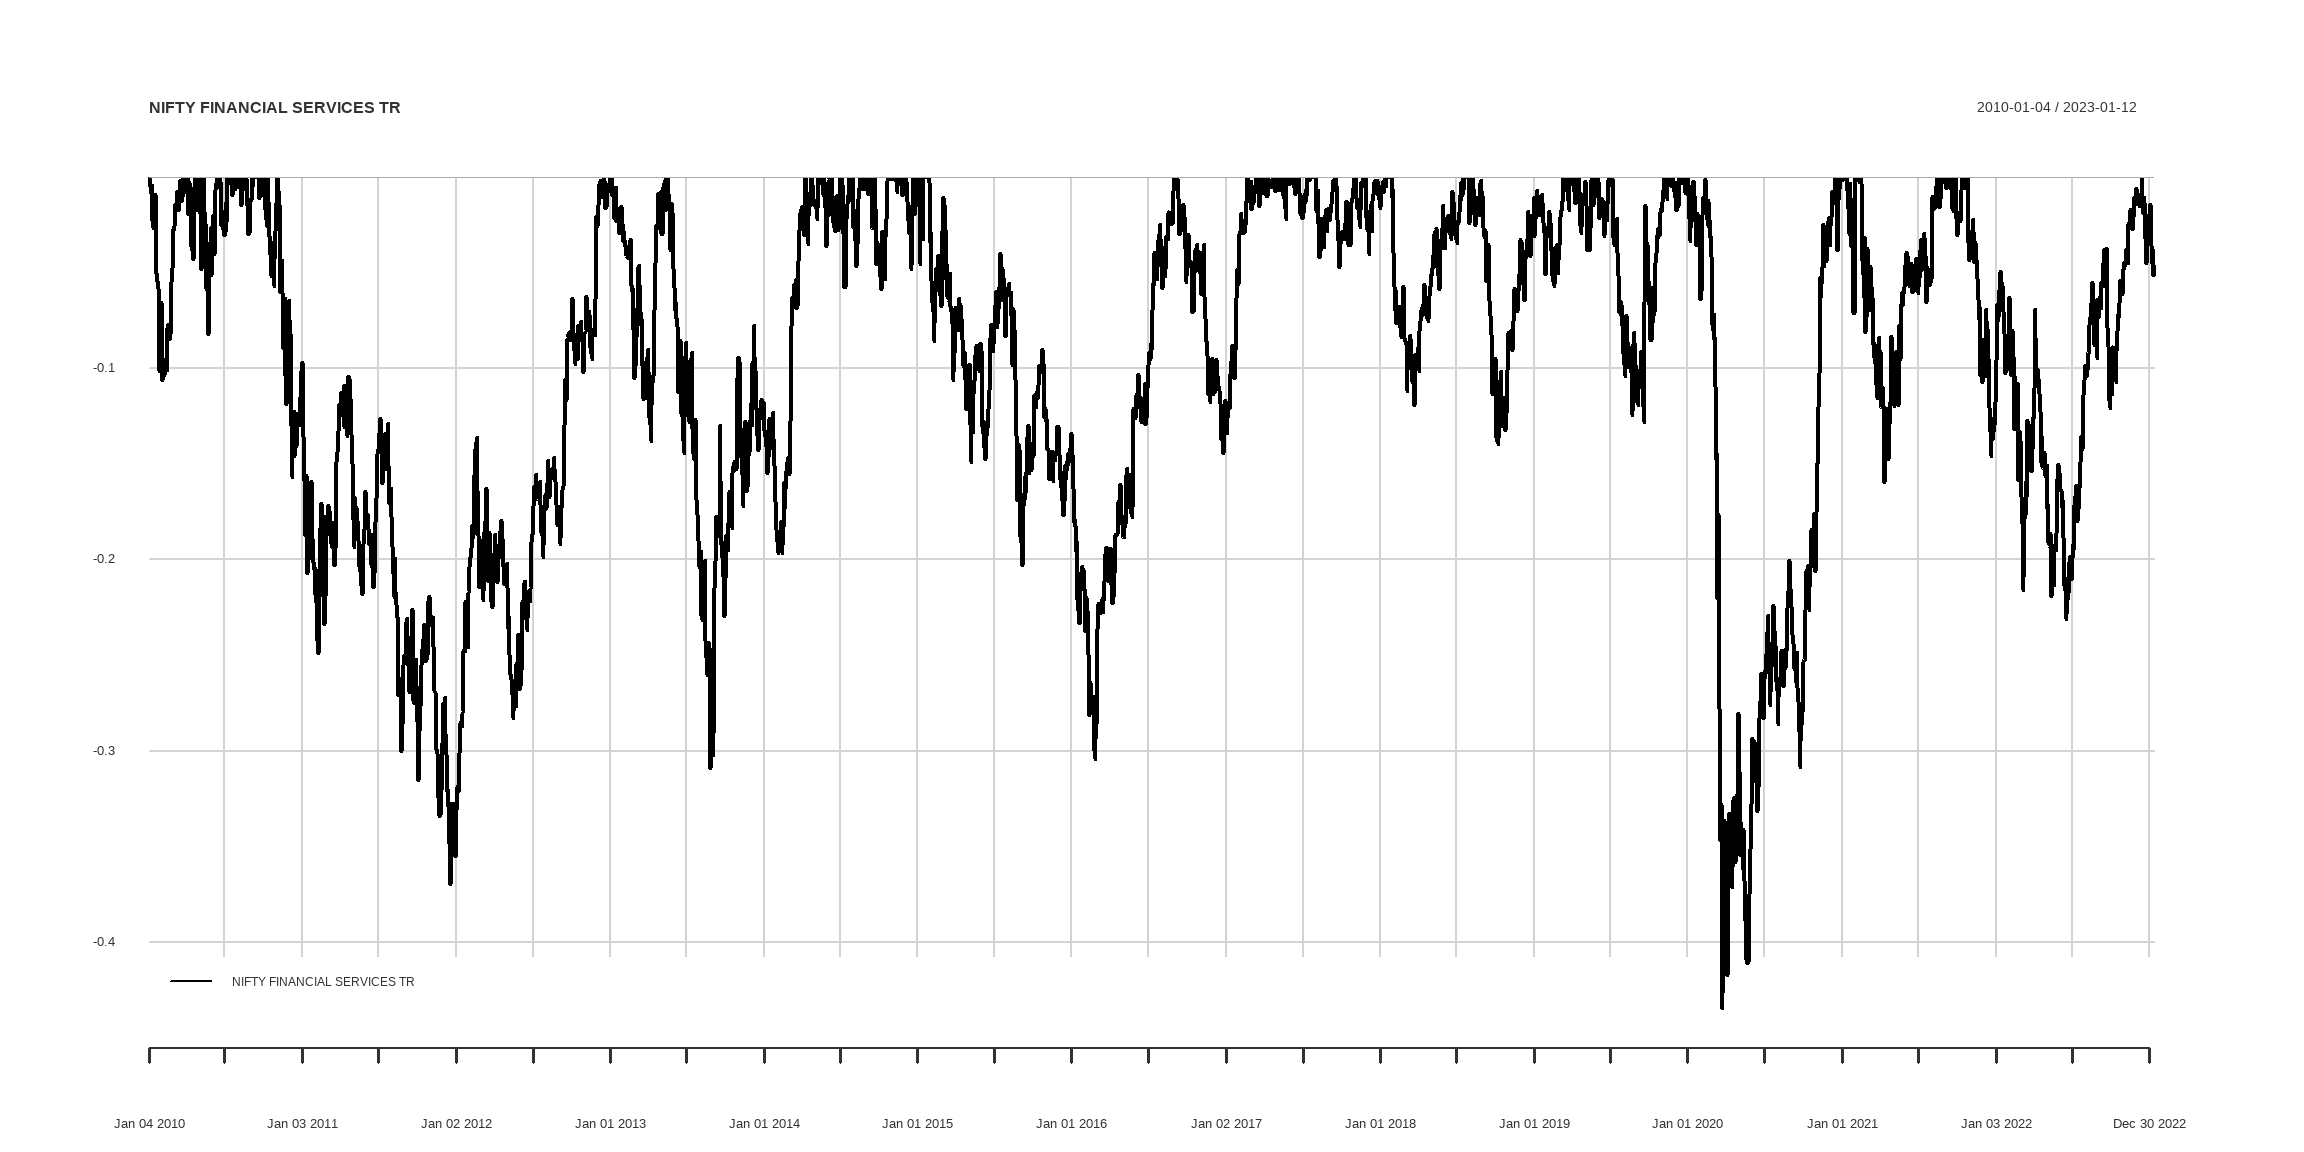 NIFTY FINANCIAL SERVICES TR
2010-01-04 / 2023-01-12
-0.1
-0.2
-0.3
-0.4
NIFTY FINANCIAL SERVICES TR
Jan 04 2010 Jan 03 2011 Jan 02 2012 Jan 01 2013 Jan 01 2014 Jan 01 2015 Jan 01 2016 Jan 02 2017 Jan 01 2018 Jan 01 2019 Jan 01 2020 Jan 01 2021 Jan 03 2022 Dec 30 2022